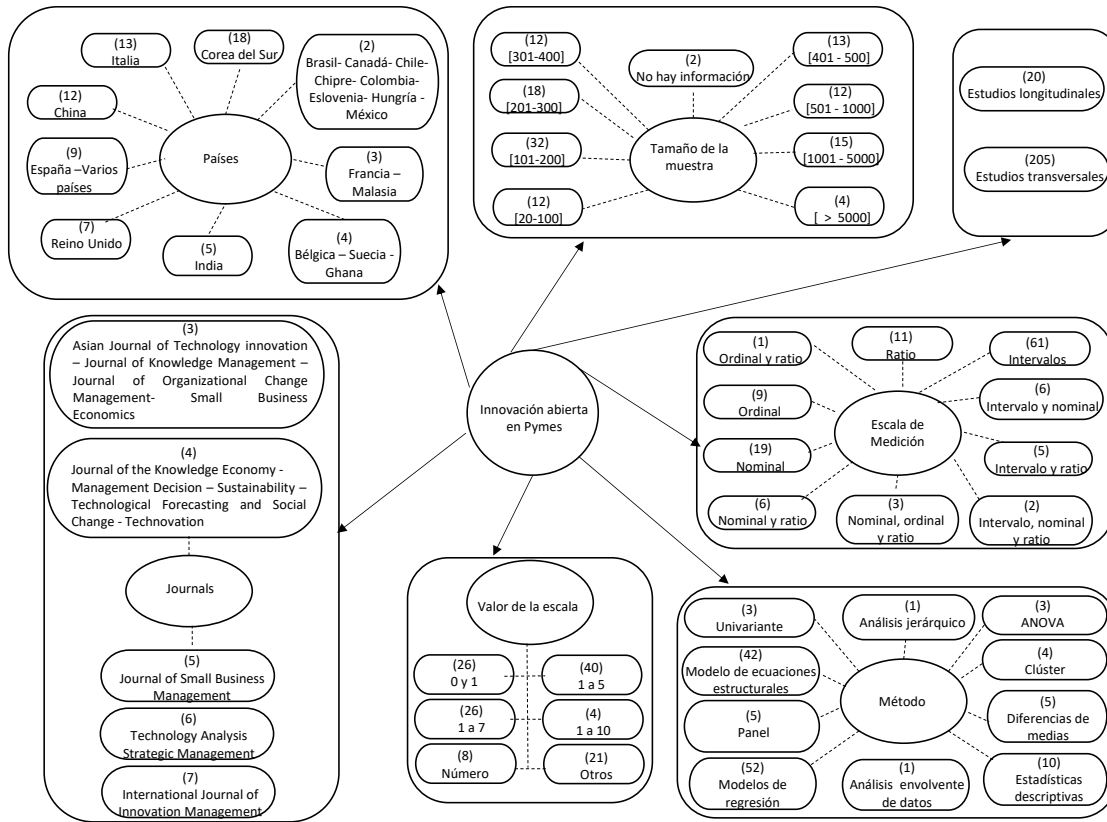 (13)
Italia
(18)
Corea del Sur
(2)
Brasil- Canadá- Chile-
Chipre- Colombia-
Eslovenia- Hungría -
México
(12)
China
Países
(9)
España –Varios
países
(3)
Francia –
Malasia
(7)
Reino Unido
(5)
India
(4)
Bélgica – Suecia -
Ghana
(12)
[301-400]
(2)
No hay información
(13)
[401 - 500]
(18)
[201-300]
(12)
[501 - 1000]
(32)
[101-200]
Tamaño de la
muestra
(15)
[1001 - 5000]
(12)
[20-100]
(4)
[ > 5000]
(20)
Estudios longitudinales
(205)
Estudios transversales
(3)
Asian Journal of Technology innovation
– Journal of Knowledge Management –
Journal of Organizational Change
Management- Small Business
Economics
(4)
Journal of the Knowledge Economy -
Management Decision – Sustainability –
Technological Forecasting and Social
Change - Technovation
Journals
(5)
Journal of Small Business
Management
(6)
Technology Analysis
Strategic Management
(7)
International Journal of
Innovation Management
Innovación abierta
en Pymes
(1)
Ordinal y ratio
(11)
Ratio
(61)
Intervalos
(9)
Ordinal
(6)
Intervalo y nominal
Escala de
Medición
(19)
Nominal
(5)
Intervalo y ratio
(6)
Nominal y ratio
(3)
Nominal, ordinal
y ratio
(2)
Intervalo, nominal
y ratio
Valor de la escala
(26)
0 y 1
(40)
1 a 5
(26)
1 a 7
(4)
1 a 10
(8)
Número
(21)
Otros
(3)
Univariante
(1)
Análisis jerárquico
(3)
ANOVA
(42)
Modelo de ecuaciones
estructurales
(4)
Clúster
Método
(5)
Panel
(5)
Diferencias de
medias
(52)
Modelos de
regresión
(1)
Análisis envolvente
de datos
(10)
Estadísticas
descriptivas